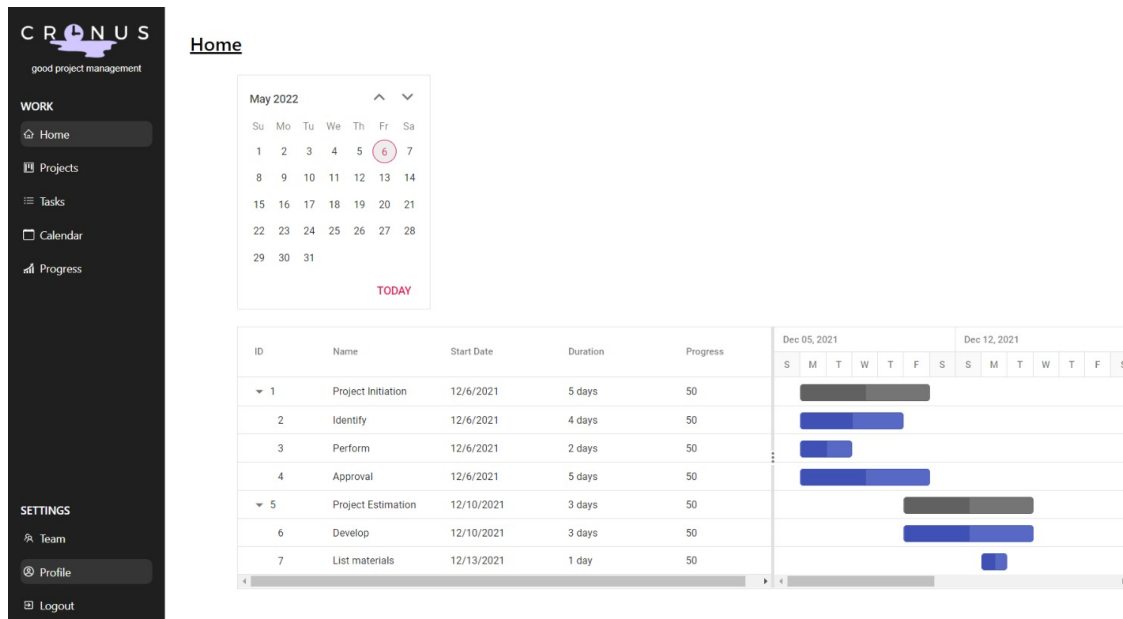 CRONUS
good project management
WORK
Home
Projects
Tasks
Calendar
Progress
SETTINGS
Team
Profile
Logout
Home
May 2022
Su Mo Tu We Th Fr Sa
1 2 3 4 5 6 7
8 9 10 11 12 13 14
15 16 17 18 19 20 21
22 23 24 25 26 27 28
29 30 31
TODAY
ID Name Start Date Duration Progress
1 Project Initiation 12/6/2021 5 days 50
2 Identify 12/6/2021 4 days 50
3 Perform 12/6/2021 2 days 50
4 Approval 12/6/2021 5 days 50
5 Project Estimation 12/10/2021 3 days 50
6 Develop 12/10/2021 3 days 50
7 List materials 12/13/2021 1 day 50
Dec 05, 2021 Dec 12, 2021
S M T W T F S S M T W T F S